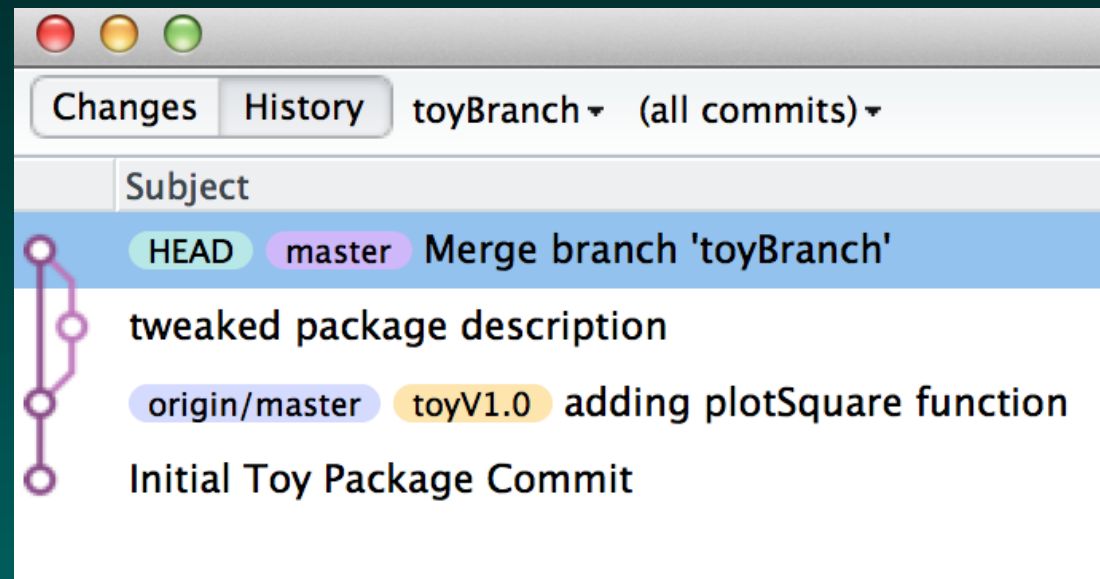 Changes History toyBranch (all commits)
Subject
HEAD master Merge branch 'toyBranch'
tweaked package description
origin/master toyV1.0 adding plotSquare function
Initial Toy Package Commit